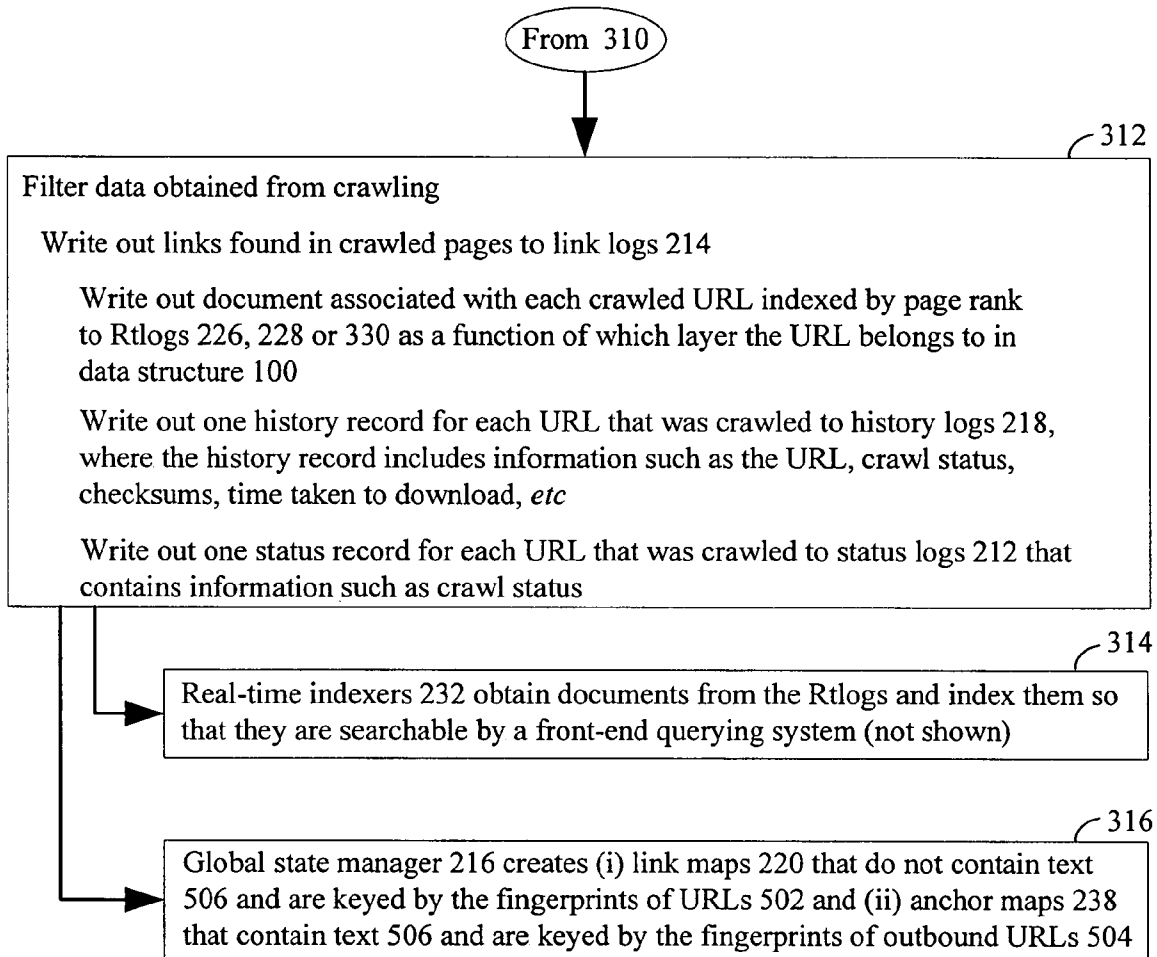 From 310
312
Filter data obtained from crawling
Write out links found in crawled pages to link logs 214
Write out document associated with each crawled URL indexed by page rank
to Rtlogs 226, 228 or 330 as a function of which layer the URL belongs to in
data structure 100
Write out one history record for each URL that was crawled to history logs 218,
where the history record includes information such as the URL, crawl status,
checksums, time taken to download, etc
Write out one status record for each URL that was crawled to status logs 212 that
contains information such as crawl status
314
Real-time indexers 232 obtain documents from the Rtlogs and index them so
that they are searchable by a front-end querying system (not shown)
316
Global state manager 216 creates (i) link maps 220 that do not contain text
506 and are keyed by the fingerprints of URLs 502 and (ii) anchor maps 238
that contain text 506 and are keyed by the fingerprints of outbound URLs 504